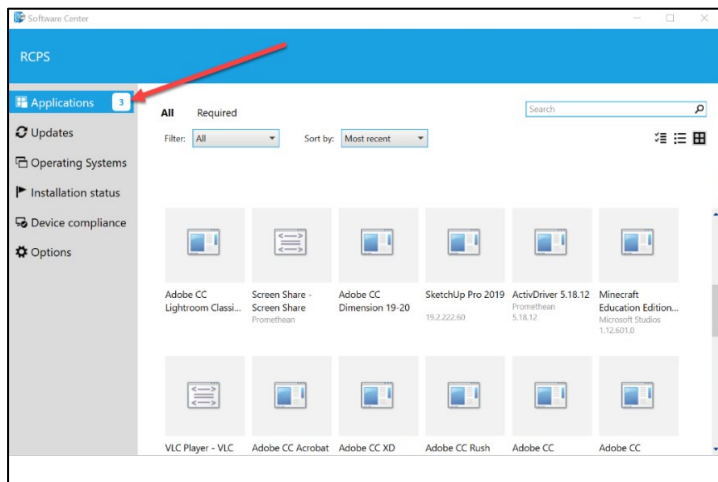 Software Center
RCPS
Applications 3
Updates
Operating Systems
Installation status
Device compliance
Options
All Required
Search
Filter: All Sort by: Most recent
Adobe CC
Lightroom Classi...
Screen Share -
Screen Share
Promethean
Adobe CC
Dimension 19-20
SketchUp Pro 2019
19.2.222.60
ActivDriver 5.18.12
Promethean
5.18.12
Minecraft
Education Edition...
Microsoft Studios
1.12.601.0
VLC Player - VLC
Adobe CC Acrobat
Adobe CC XD
Adobe CC Rush
Adobe CC
Adobe CC